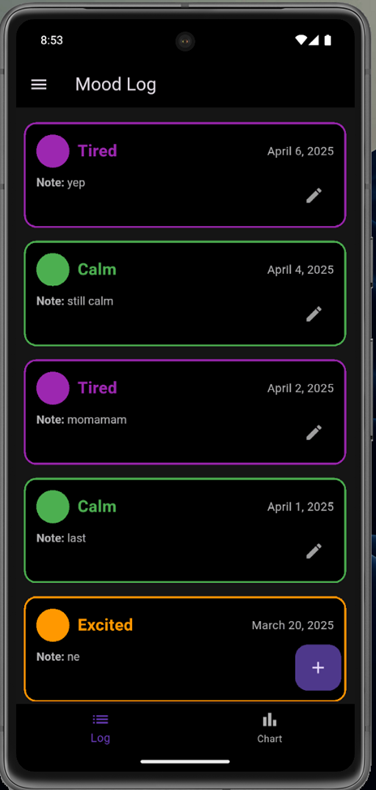 8:53
Mood Log
Tired April 6, 2025
Note: yep
Calm April 4, 2025
Note: still calm
Tired April 2, 2025
Note: momamam
Calm April 1, 2025
Note: last
Excited March 20, 2025
Note: ne
+
Log Chart